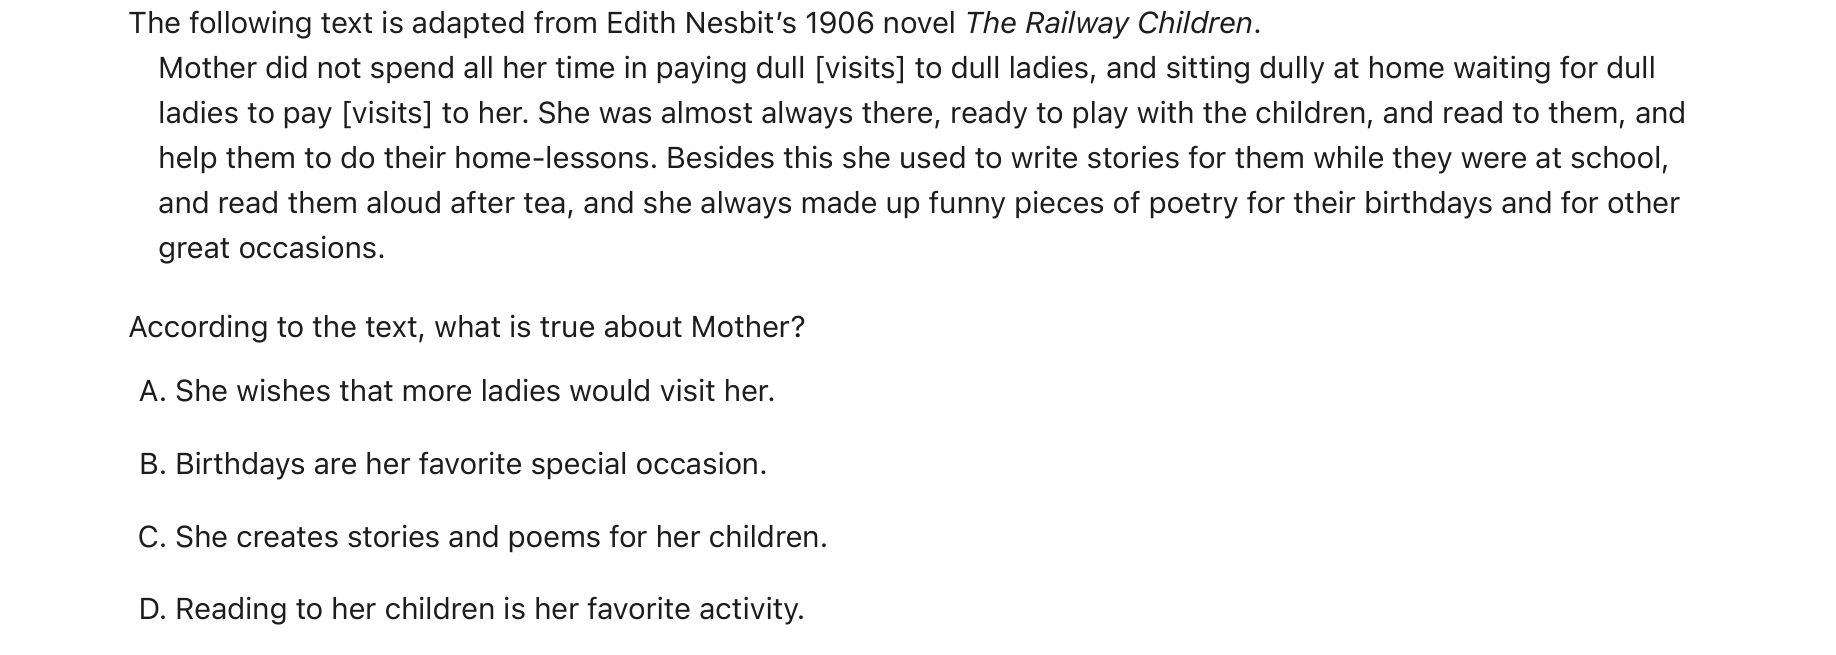 The following text is adapted from Edith Nesbit’s 1906 novel The Railway Children.
Mother did not spend all her time in paying dull [visits] to dull ladies, and sitting dully at home waiting for dull
ladies to pay [visits] to her. She was almost always there, ready to play with the children, and read to them, and
help them to do their home-lessons. Besides this she used to write stories for them while they were at school,
and read them aloud after tea, and she always made up funny pieces of poetry for their birthdays and for other
great occasions.
According to the text, what is true about Mother?
A. She wishes that more ladies would visit her.
B. Birthdays are her favorite special occasion.
C. She creates stories and poems for her children.
D. Reading to her children is her favorite activity.